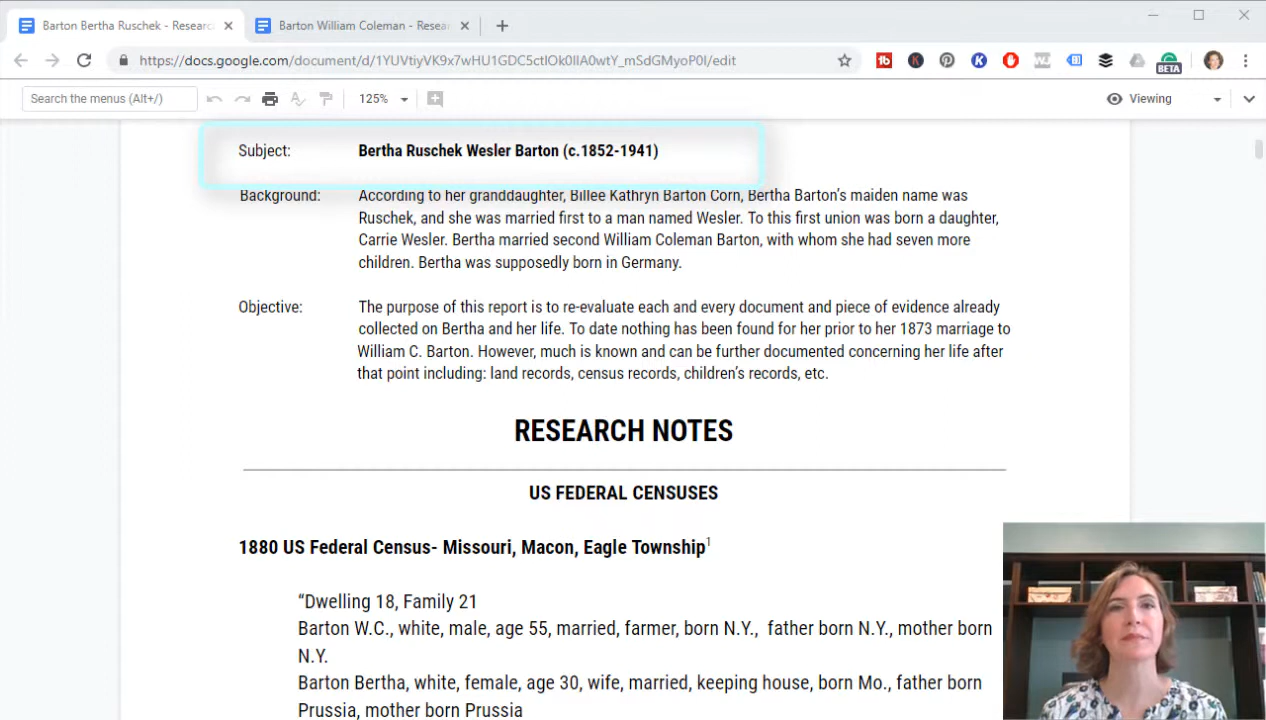 Barton Bertha Ruschek - Researc
Barton William Coleman - Resear
https://docs.google.com/document/d/1YUVtiyVK9x7wHU1GDC5ctIOk0lIA0wtY_mSdGMyoP0I/edit
BETA
Search the menus (Alt+/)
125%
Viewing
Subject: Bertha Ruschek Wesler Barton (c.1852-1941)
Background: According to her granddaughter, Billee Kathryn Barton Corn, Bertha Barton's maiden name was
Ruschek, and she was married first to a man named Wesler. To this first union was born a daughter,
Carrie Wesler. Bertha married second William Coleman Barton, with whom she had seven more
children. Bertha was supposedly born in Germany.
Objective: The purpose of this report is to re-evaluate each and every document and piece of evidence already
collected on Bertha and her life. To date nothing has been found for her prior to her 1873 marriage to
William C. Barton. However, much is known and can be further documented concerning her life after
that point including: land records, census records, children's records, etc.
RESEARCH NOTES
US FEDERAL CENSUSES
1880 US Federal Census- Missouri, Macon, Eagle Township1
“Dwelling 18, Family 21
Barton W.C., white, male, age 55, married, farmer, born N.Y., father born N.Y., mother born
N.Y.
Barton Bertha, white, female, age 30, wife, married, keeping house, born Mo., father born
Prussia, mother born Prussia